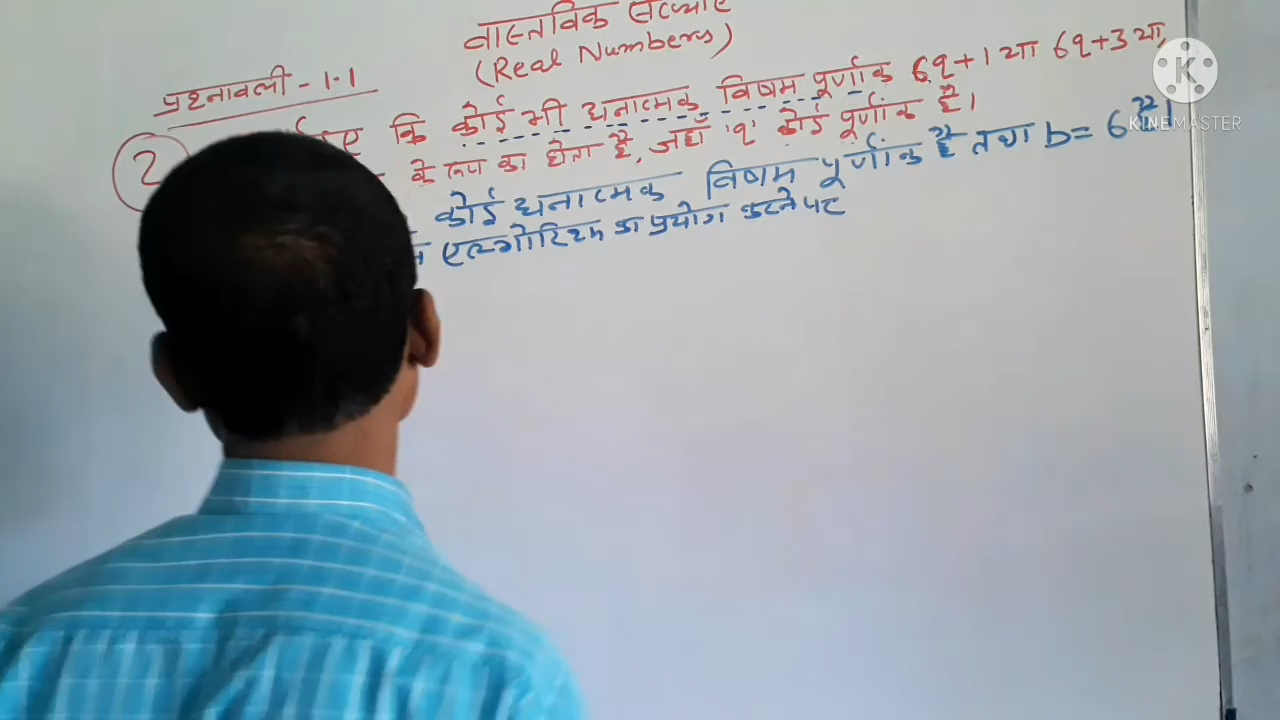 वास्तविक संख्याएँ
(Real Numbers)
प्रश्नावली - 1.1
2 कि कोई भी धनात्मक विषम पूर्णांक 6q+1 या 6q+3 या,
के रूप का होता है, जहाँ 'q' कोई पूर्णांक है।
कोई धनात्मक विषम पूर्णांक है तथा b = 6 है।
एल्गोरिथ्म का प्रयोग करने पर
K
KINEMASTER